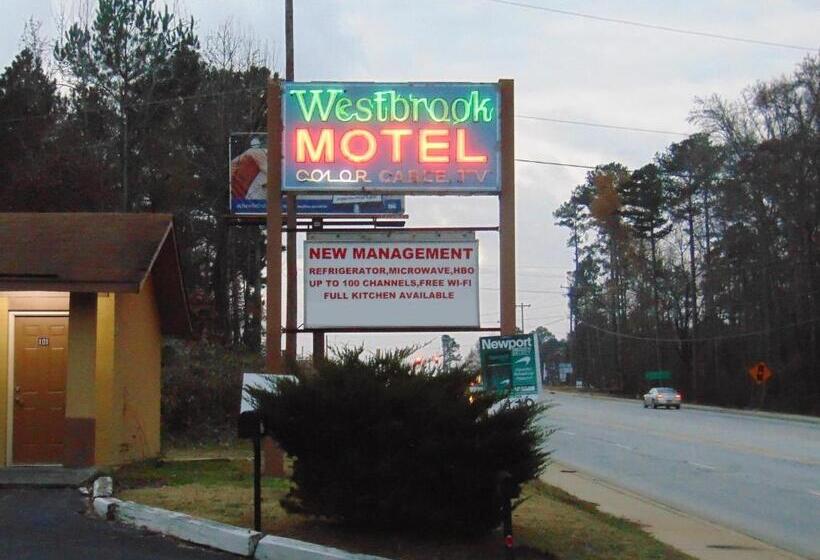 Westbrook
MOTEL
COLOR CABLE TV
NEW MANAGEMENT
REFRIGERATOR,MICROWAVE,HBO
UP TO 100 CHANNELS,FREE WI-FI
FULL KITCHEN AVAILABLE
Newport
101